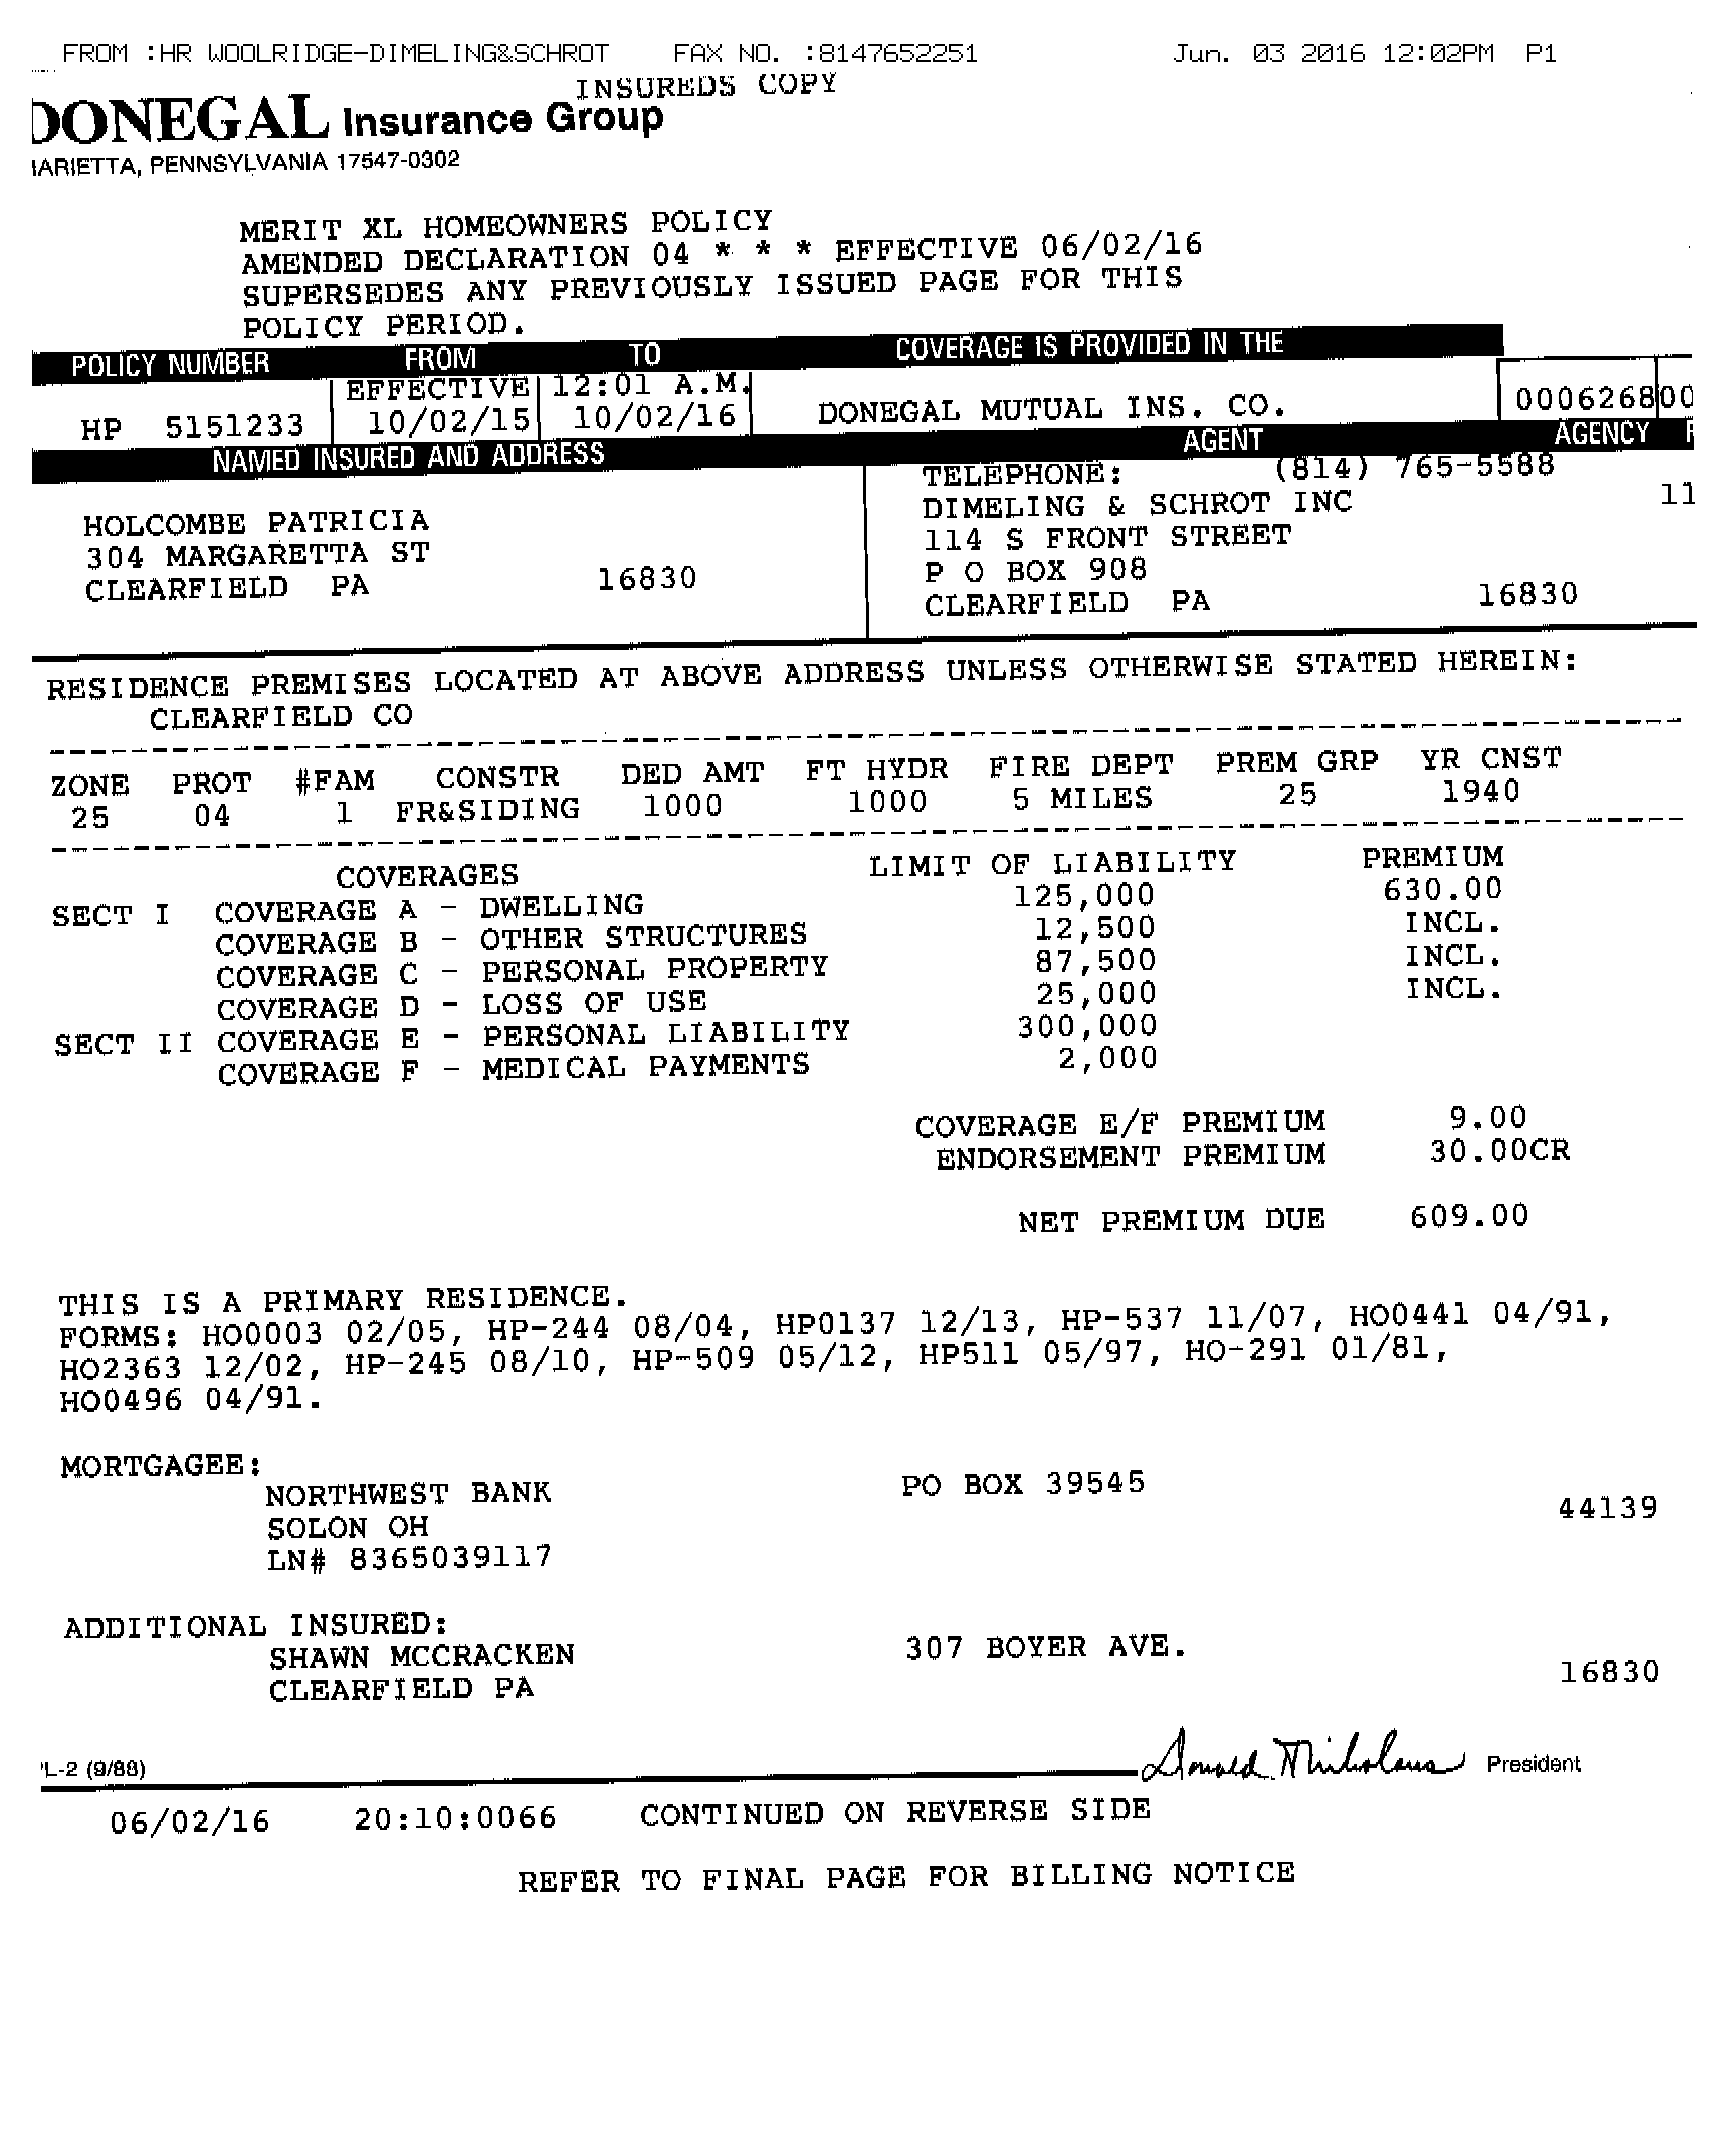 FROM :HR WOOLRIDGE-DIMELING&SCHROT FAX NO. :8147652251 Jun. 03 2016 12:02PM P1
INSUREDS COPY
DONEGAL Insurance Group
MARIETTA, PENNSYLVANIA 17547-0302
MERIT XL HOMEOWNERS POLICY
AMENDED DECLARATION 04 * * * EFFECTIVE 06/02/16
SUPERSEDES ANY PREVIOUSLY ISSUED PAGE FOR THIS
POLICY PERIOD.
POLICY NUMBER FROM TO COVERAGE IS PROVIDED IN THE
EFFECTIVE 12:01 A.M.
HP 5151233 10/02/15 10/02/16 DONEGAL MUTUAL INS. CO. 000626800
NAMED INSURED AND ADDRESS AGENT AGENCY
TELEPHONE: (814) 765-5588
HOLCOMBE PATRICIA DIMELING & SCHROT INC 11
304 MARGARETTA ST 114 S FRONT STREET
P O BOX 908
CLEARFIELD PA 16830 CLEARFIELD PA 16830
RESIDENCE PREMISES LOCATED AT ABOVE ADDRESS UNLESS OTHERWISE STATED HEREIN:
CLEARFIELD CO
ZONE PROT #FAM CONSTR DED AMT FT HYDR FIRE DEPT PREM GRP YR CNST
25 04 1 FR&SIDING 1000 1000 5 MILES 25 1940
COVERAGES LIMIT OF LIABILITY PREMIUM
SECT I COVERAGE A - DWELLING 125,000 630.00
COVERAGE B - OTHER STRUCTURES 12,500 INCL.
COVERAGE C - PERSONAL PROPERTY 87,500 INCL.
COVERAGE D - LOSS OF USE 25,000 INCL.
SECT II COVERAGE E - PERSONAL LIABILITY 300,000
COVERAGE F - MEDICAL PAYMENTS 2,000
COVERAGE E/F PREMIUM 9.00
ENDORSEMENT PREMIUM 30.00CR
NET PREMIUM DUE 609.00
THIS IS A PRIMARY RESIDENCE.
FORMS: HO0003 02/05, HP-244 08/04, HP0137 12/13, HP-537 11/07, HO0441 04/91,
HO2363 12/02, HP-245 08/10, HP-509 05/12, HP511 05/97, HO-291 01/81,
HO0496 04/91.
MORTGAGEE:
NORTHWEST BANK PO BOX 39545
SOLON OH 44139
LN# 8365039117
ADDITIONAL INSURED:
SHAWN MCCRACKEN 307 BOYER AVE.
CLEARFIELD PA 16830
L-2 (9/88) Donald Nikolaus President
06/02/16 20:10:0066 CONTINUED ON REVERSE SIDE
REFER TO FINAL PAGE FOR BILLING NOTICE